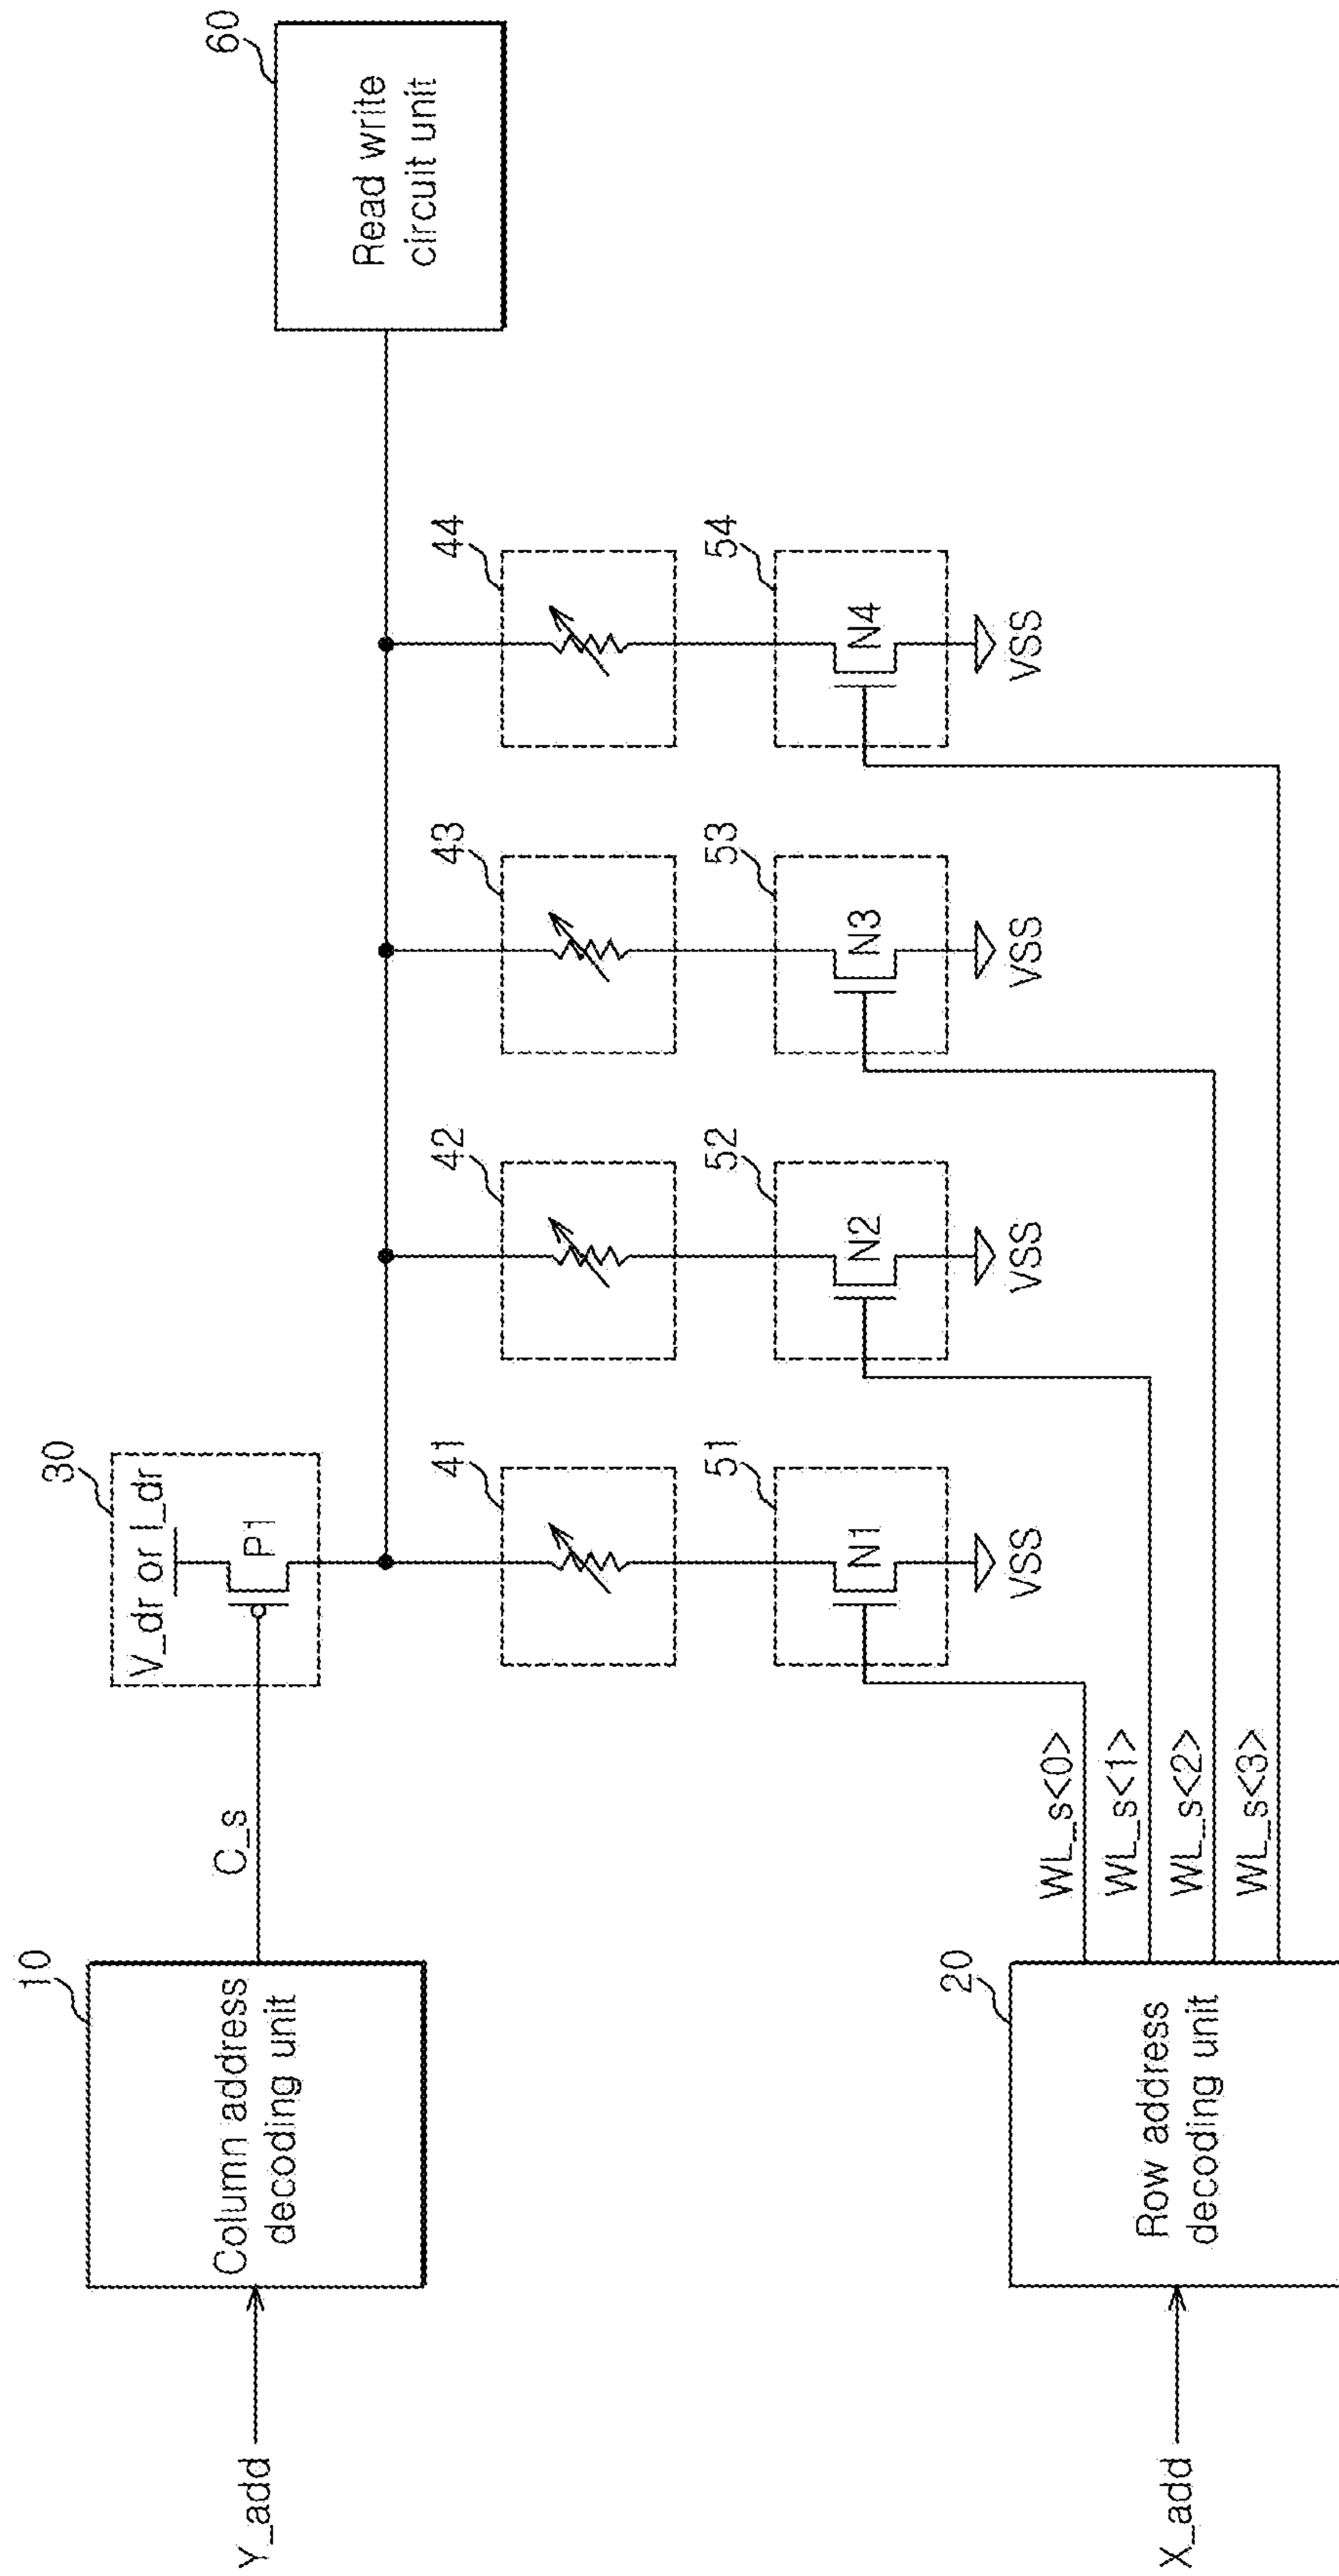 30
V_dr or I_dr
P1
60
Read write
circuit unit
10
Column address
decoding unit
Y_add
C_s
41
42
43
44
51
52
53
54
N1
N2
N3
N4
VSS
VSS
VSS
VSS
20
Row address
decoding unit
X_add
WL_s<0>
WL_s<1>
WL_s<2>
WL_s<3>